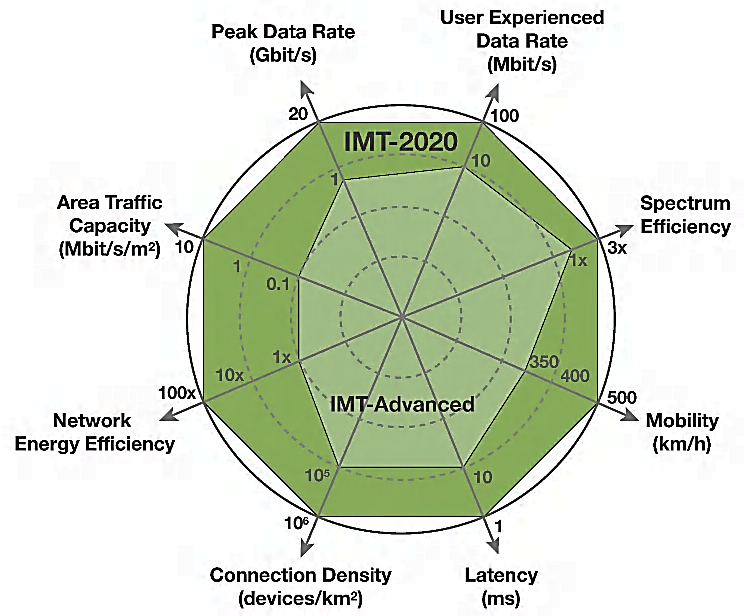 Peak Data Rate
(Gbit/s)
User Experienced
Data Rate
(Mbit/s)
20
100
IMT-2020
1
10
Area Traffic
Capacity
(Mbit/s/m²)
Spectrum
Efficiency
10
3x
1
1x
0.1
1x
350
10x
400
100x
500
Network
Energy Efficiency
IMT-Advanced
Mobility
(km/h)
10⁵
10
10⁶
1
Connection Density
(devices/km²)
Latency
(ms)